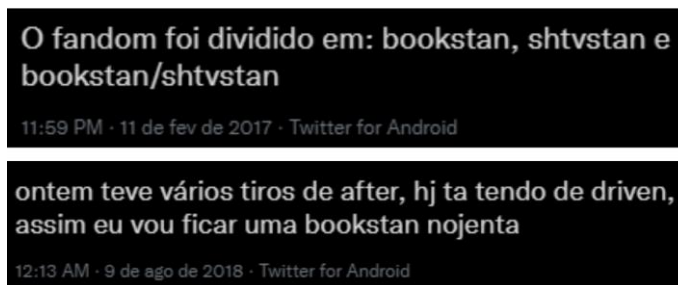 O fandom foi dividido em: bookstan, shtvstan e
bookstan/shtvstan
11:59 PM · 11 de fev de 2017 · Twitter for Android
ontem teve vários tiros de after, hj ta tendo de driven,
assim eu vou ficar uma bookstan nojenta
12:13 AM · 9 de ago de 2018 · Twitter for Android